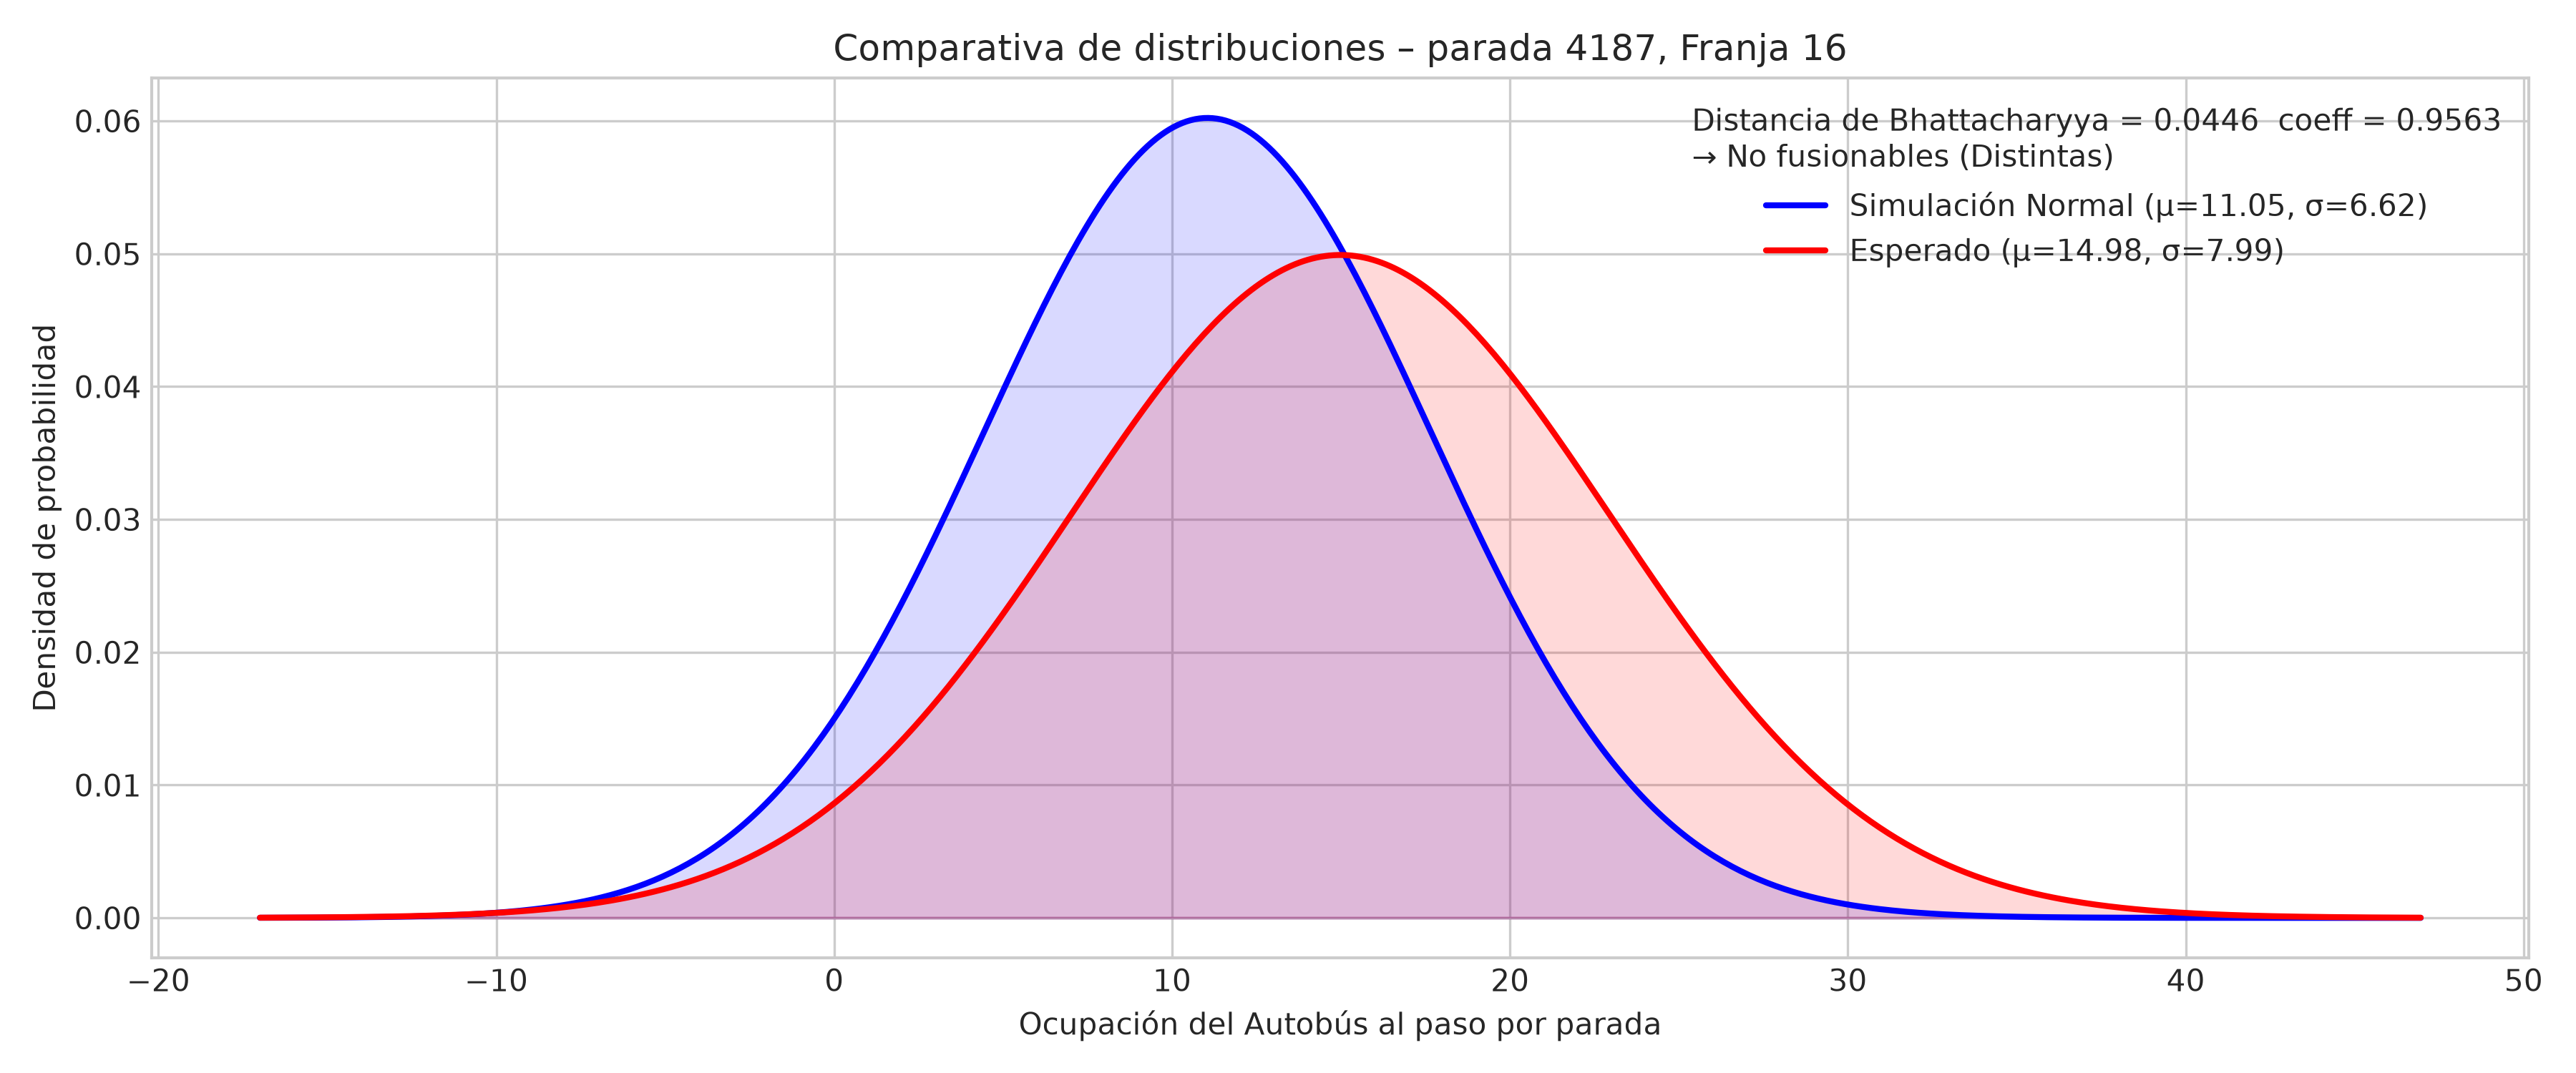 Comparativa de distribuciones – parada 4187, Franja 16
Distancia de Bhattacharyya = 0.0446  coeff = 0.9563
→ No fusionables (Distintas)
Simulación Normal (μ=11.05, σ=6.62)
Esperado (μ=14.98, σ=7.99)
Densidad de probabilidad
0.06
0.05
0.04
0.03
0.02
0.01
0.00
−20 −10 0 10 20 30 40 50
Ocupación del Autobús al paso por parada